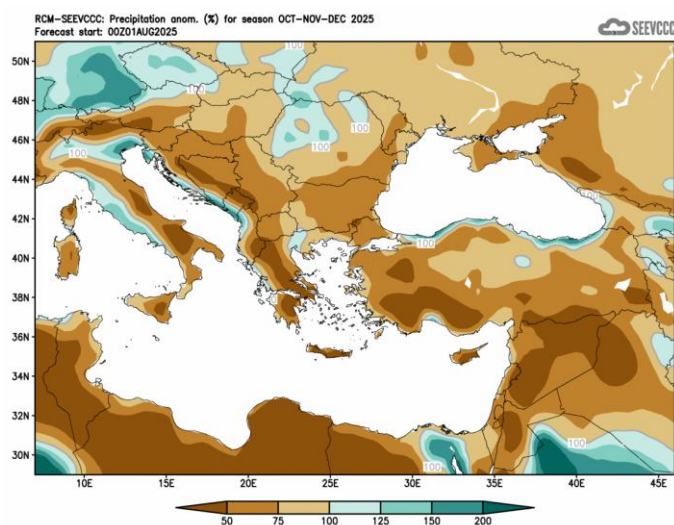 RCM-SEEVCCC: Precipitation anom. (%) for season OCT-NOV-DEC 2025
Forecast start: 00Z01AUG2025
SEEVCCC
50N
48N
46N
44N
42N
40N
38N
36N
34N
32N
30N
100
100
100
100
100
100
100
100
100
100
100
10E
15E
20E
25E
30E
35E
40E
45E
50 75 100 125 150 200